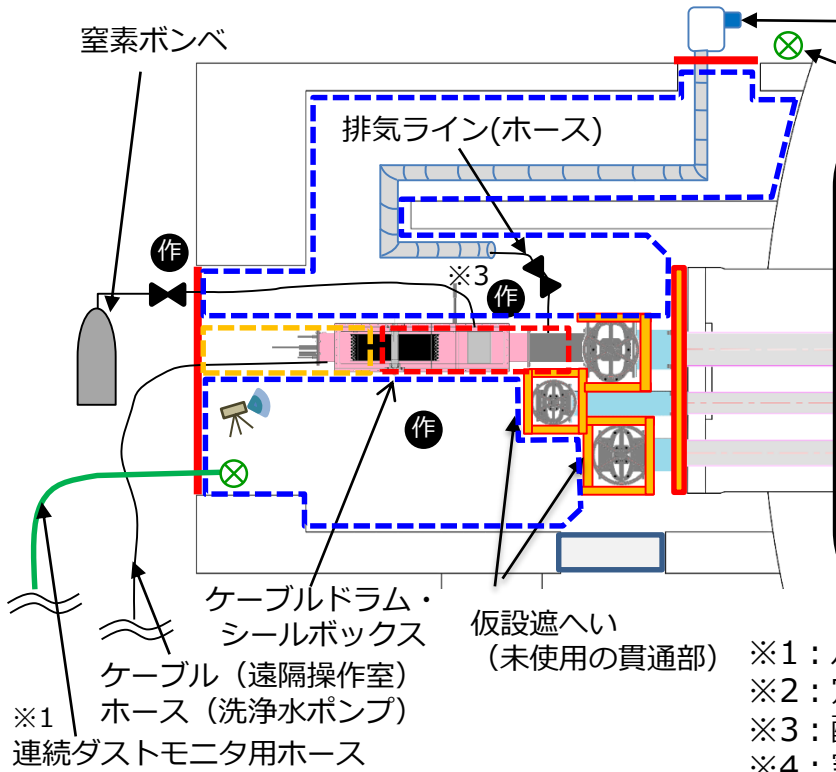 窒素ボンベ
排気ライン(ホース)
作
※3
作
作
ケーブルドラム・
シールボックス
仮設遮へい
(未使用の貫通部)
ケーブル(遠隔操作室)
ホース(洗浄水ポンプ)
※1
連続ダストモニタ用ホース
※1:
※2:
※3:
※4: